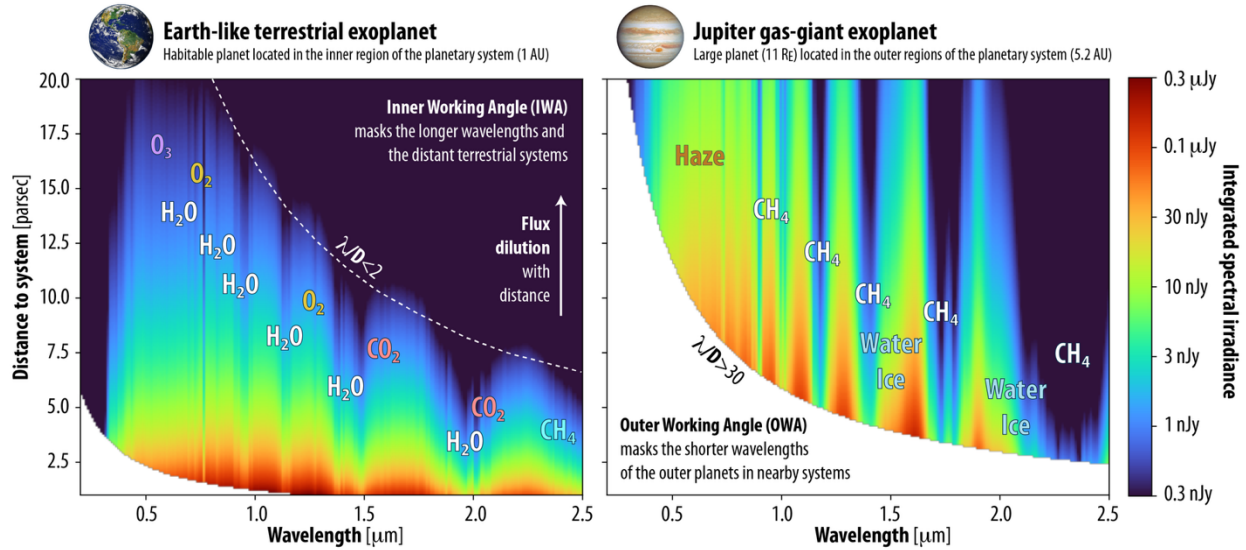 Earth-like terrestrial exoplanet
Habitable planet located in the inner region of the planetary system (1 AU)
20.0
17.5
15.0
12.5
10.0
7.5
5.0
2.5
Distance to system [parsec]
Inner Working Angle (IWA)
masks the longer wavelengths and
the distant terrestrial systems
Flux
dilution
with
distance
λ/D<2
O₃
O₂
H₂O
H₂O
H₂O
O₂
H₂O
CO₂
H₂O
CO₂
H₂O
CH₄
0.5
1.0
1.5
2.0
2.5
Wavelength [μm]
Jupiter gas-giant exoplanet
Large planet (11 RE) located in the outer regions of the planetary system (5.2 AU)
Haze
CH₄
CH₄
CH₄
CH₄
Water
Ice
CH₄
Water
Ice
λ/D>30
Outer Working Angle (OWA)
masks the shorter wavelengths
of the outer planets in nearby systems
0.5
1.0
1.5
2.0
2.5
Wavelength [μm]
0.3 μJy
0.1 μJy
30 nJy
10 nJy
3 nJy
1 nJy
0.3 nJy
Integrated spectral irradiance